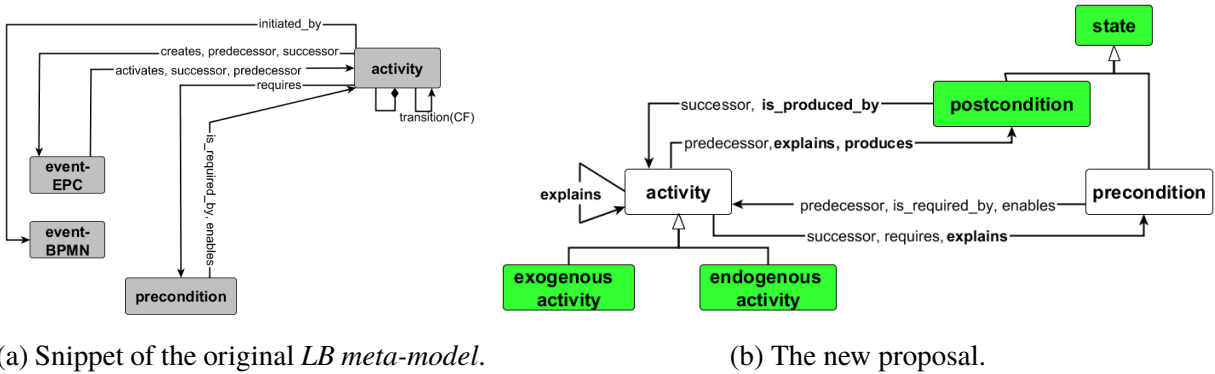 initiated_by
creates, predecessor, successor
activates, successor, predecessor
requires
activity
transition(CF)
is_required_by, enables
event-
EPC
event-
BPMN
precondition
(a) Snippet of the original LB meta-model.
state
postcondition
successor, is_produced_by
predecessor,explains, produces
explains
activity
precondition
predecessor, is_required_by, enables
successor, requires, explains
exogenous
activity
endogenous
activity
(b) The new proposal.